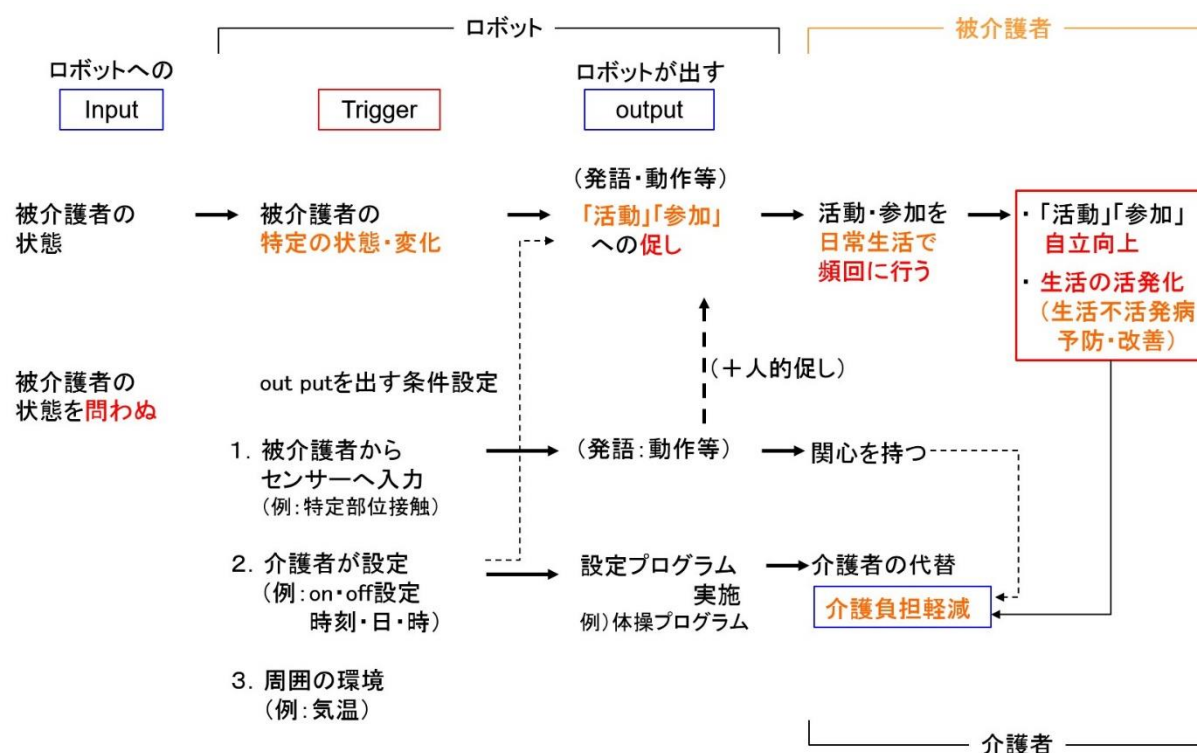 ロボット
被介護者
ロボットへの
Input
Trigger
ロボットが出す
output
被介護者の
状態
被介護者の
特定の状態・変化
(発語・動作等)
「活動」「参加」
への促し
活動・参加を
日常生活で
頻回に行う
・「活動」「参加」
自立向上
・生活の活発化
(生活不活発病
予防・改善)
被介護者の
状態を問わぬ
out putを出す条件設定
(＋人的促し)
1. 被介護者から
センサーへ入力
(例:特定部位接触)
(発語:動作等)
関心を持つ
2. 介護者が設定
(例:on・off設定
時刻・日・時)
設定プログラム
実施
例)体操プログラム
介護者の代替
介護負担軽減
3. 周囲の環境
(例:気温)
介護者